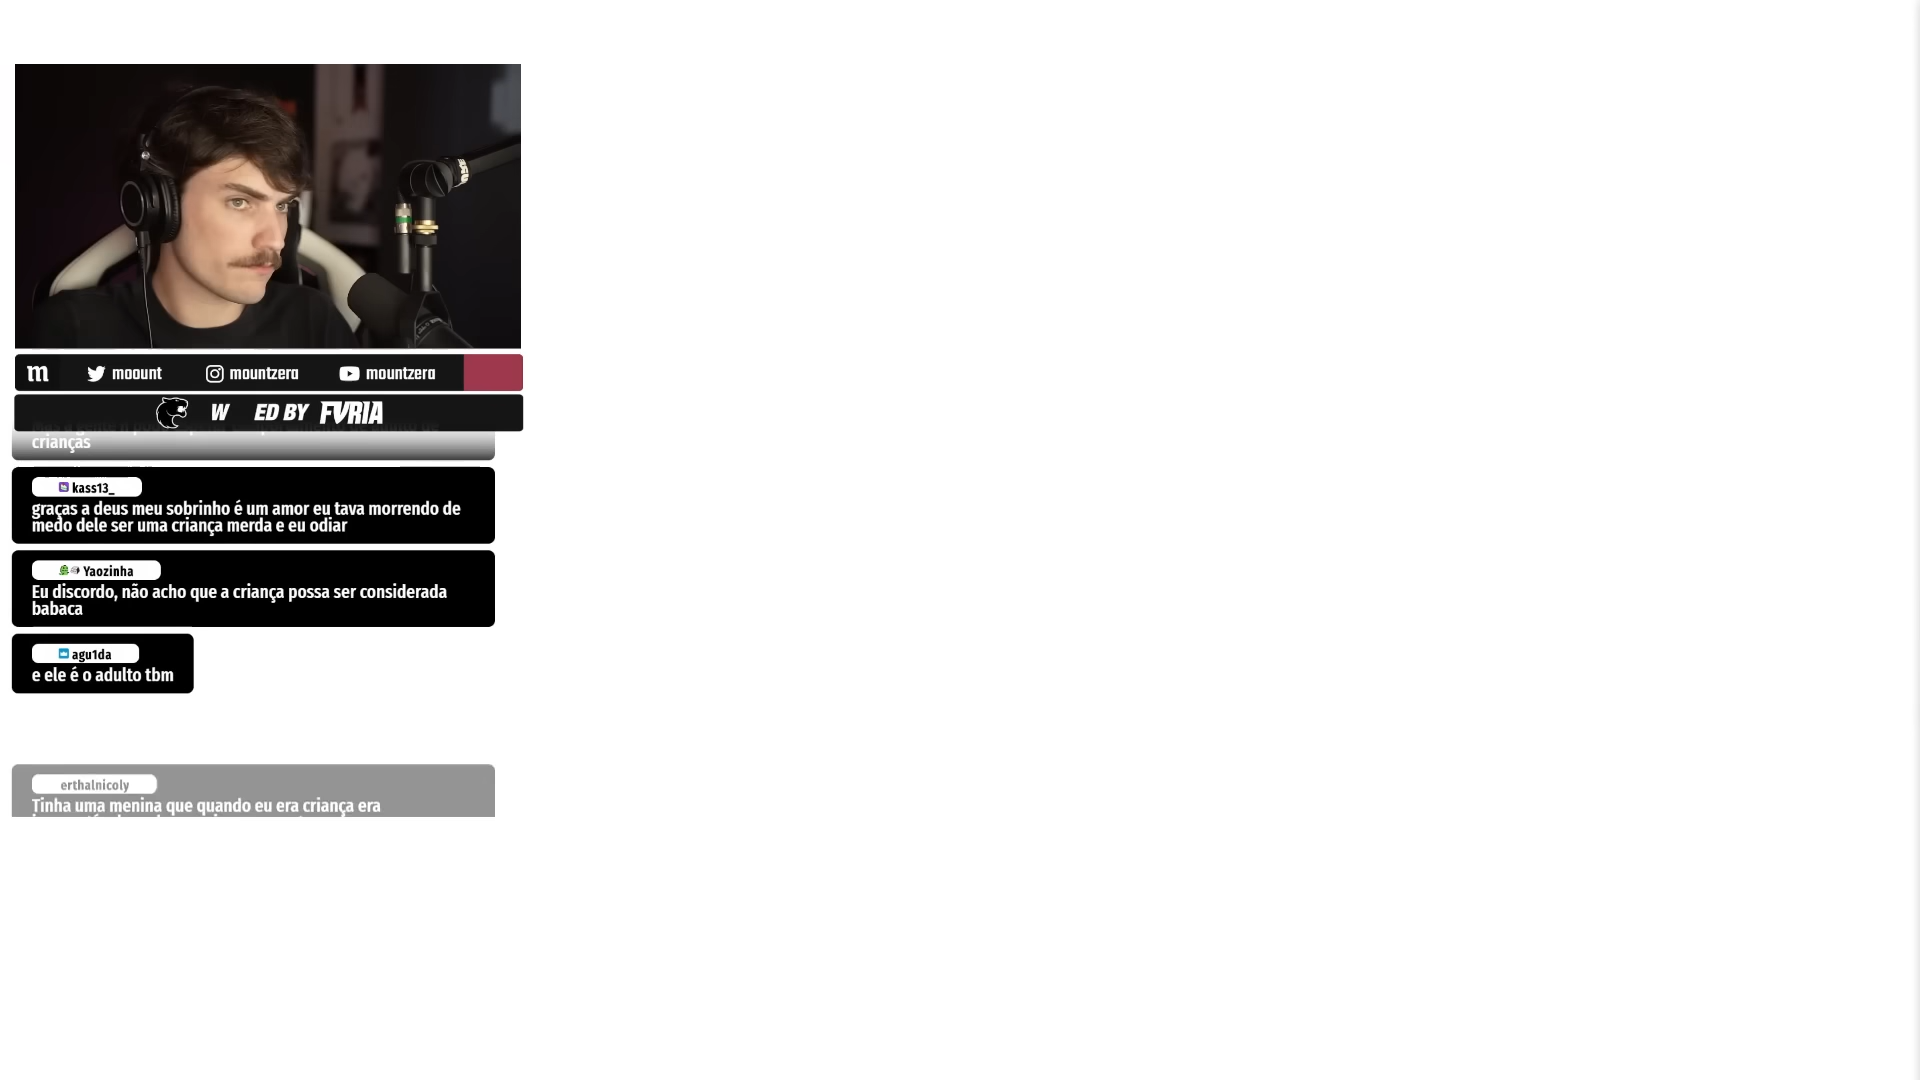 m moount mountzera mountzera
W ED BY FURIA
crianças
kass13_
graças a deus meu sobrinho é um amor eu tava morrendo de
medo dele ser uma criança merda e eu odiar
Yaozinha
Eu discordo, não acho que a criança possa ser considerada
babaca
agu1da
e ele é o adulto tbm
erthalnicoly
Tinha uma menina que quando eu era criança era